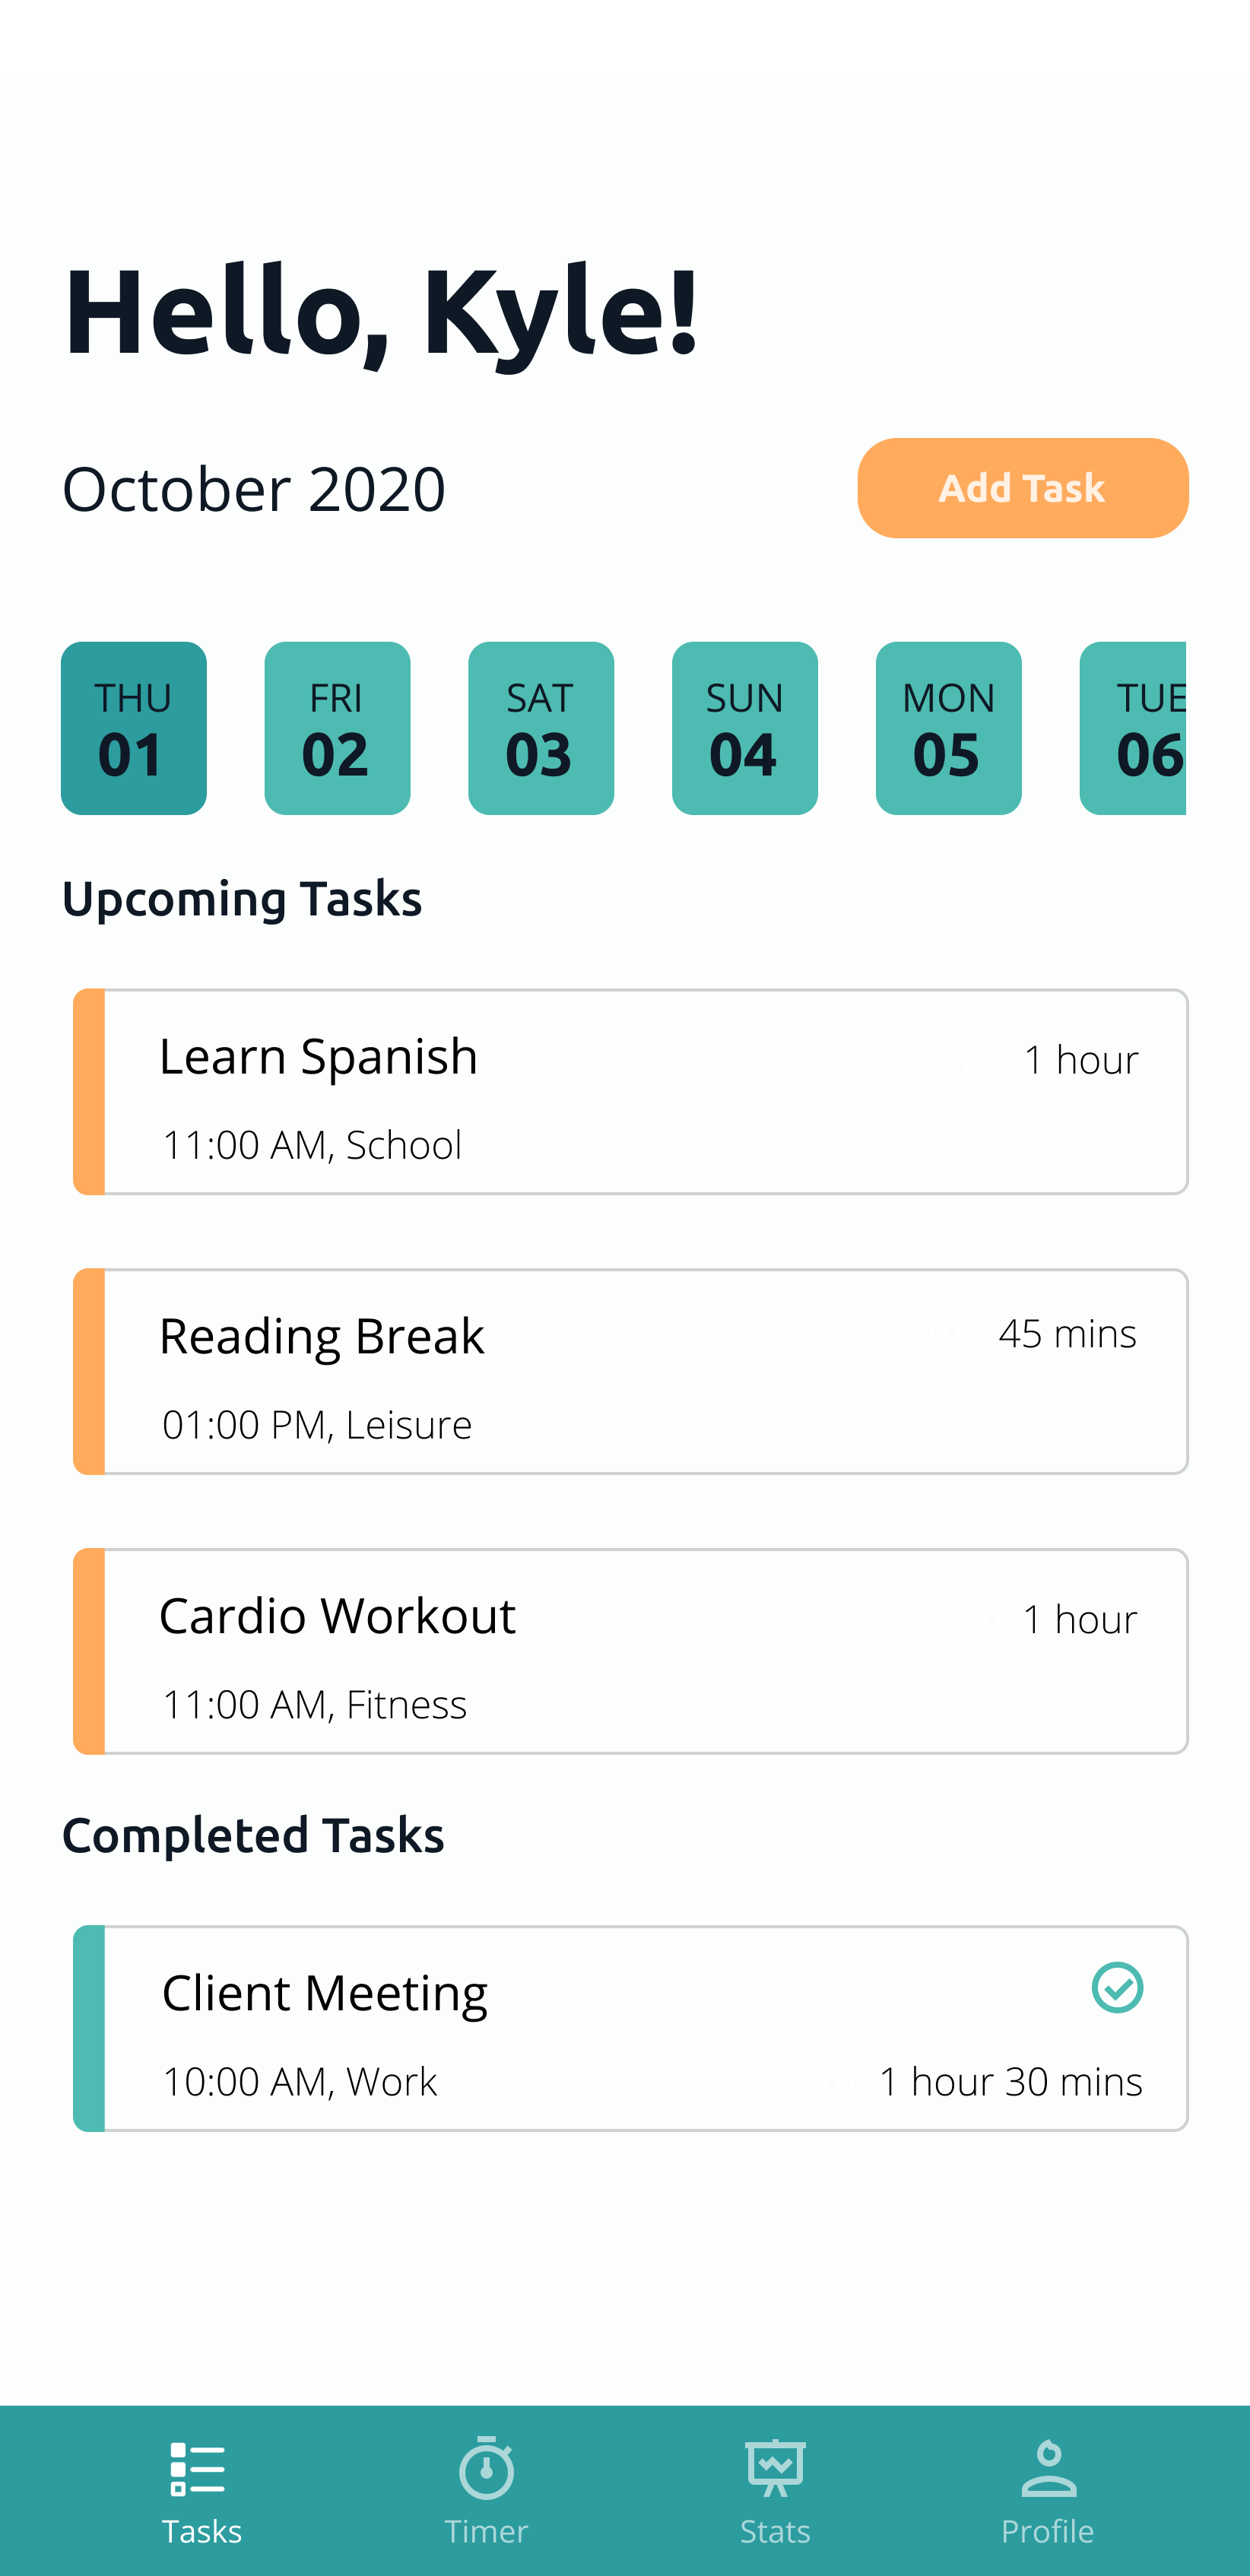 Hello, Kyle!
October 2020
Add Task
THU FRI SAT SUN MON TUE
01 02 03 04 05 06
Upcoming Tasks
Learn Spanish 1 hour
11:00 AM, School
Reading Break 45 mins
01:00 PM, Leisure
Cardio Workout 1 hour
11:00 AM, Fitness
Completed Tasks
Client Meeting
10:00 AM, Work 1 hour 30 mins
Tasks Timer Stats Profile